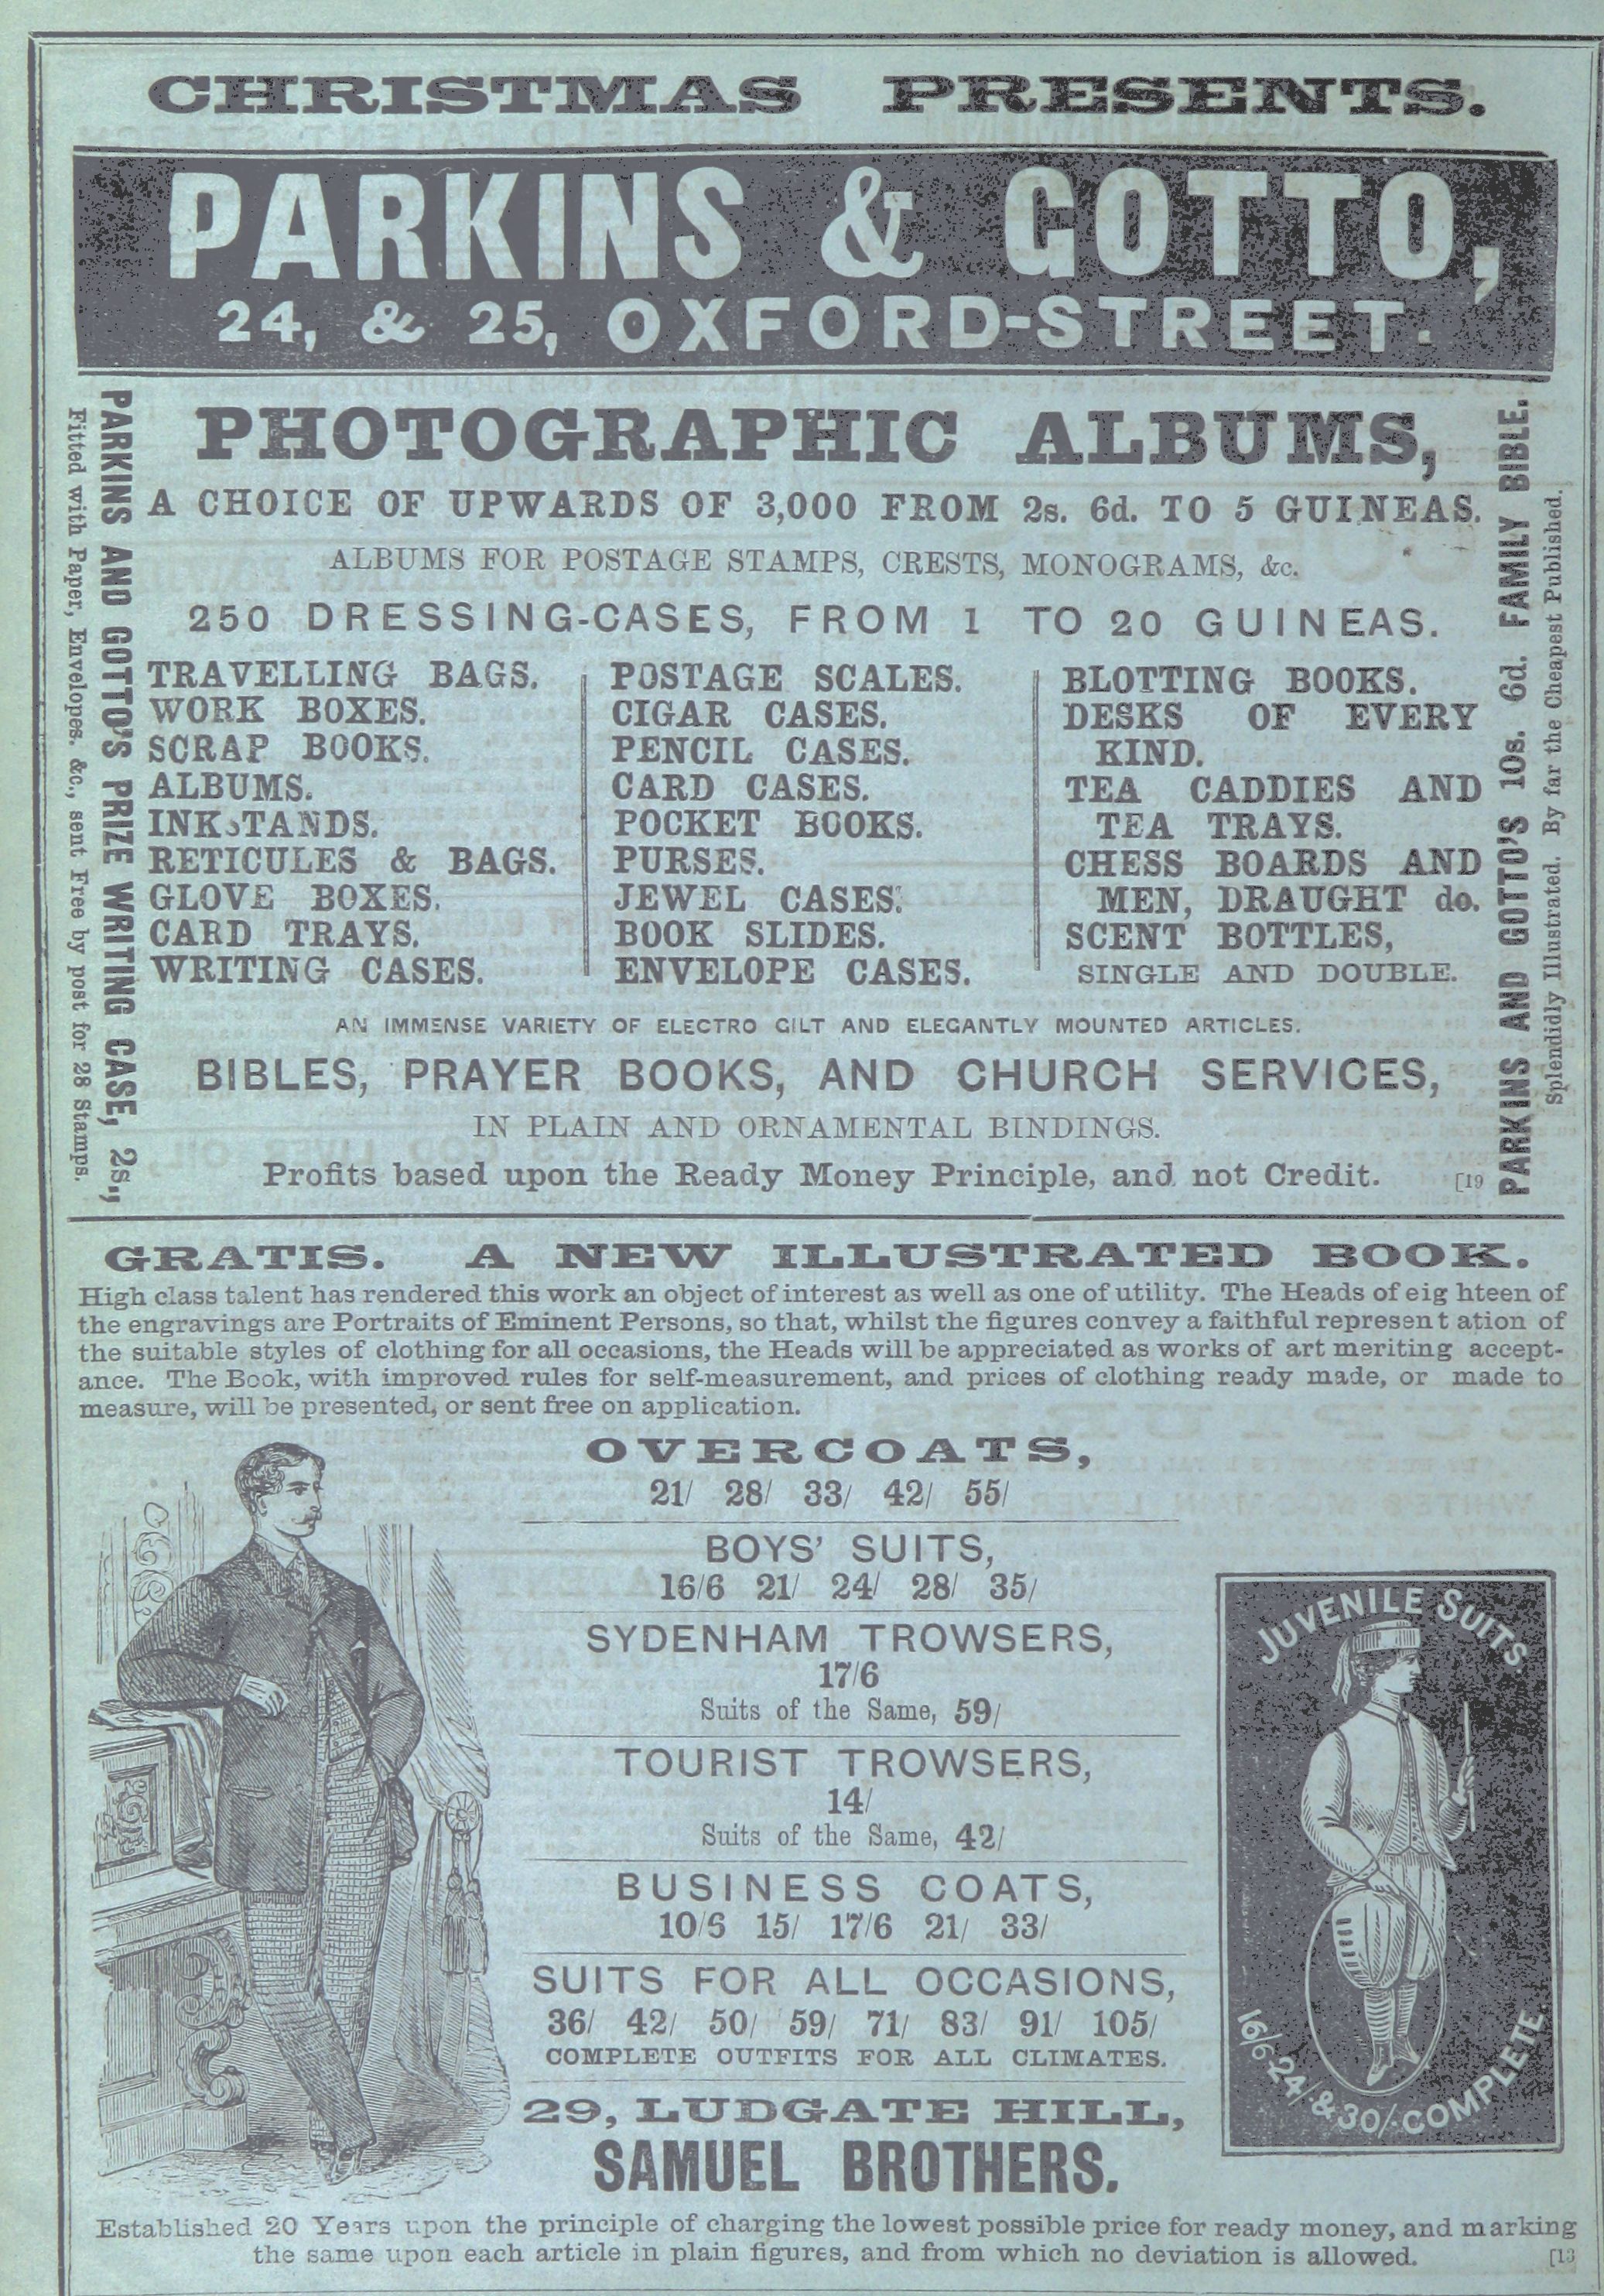 CHRISTMAS PRESENTS.
PARKINS & GOTTO,
24, & 25, OXFORD-STREET.
PARKINS AND GOTTO'S PRIZE WRITING CASE, 2s.,
Fitted with Paper, Envelopes. &c., sent Free by post for 28 Stamps.
PHOTOGRAPHIC ALBUMS,
A CHOICE OF UPWARDS OF 3,000 FROM 2s. 6d. TO 5 GUINEAS.
ALBUMS FOR POSTAGE STAMPS, CRESTS, MONOGRAMS, &c.
250 DRESSING-CASES, FROM 1 TO 20 GUINEAS.
TRAVELLING BAGS.
WORK BOXES.
SCRAP BOOKS.
ALBUMS.
INKSTANDS.
RETICULES & BAGS.
GLOVE BOXES.
CARD TRAYS.
WRITING CASES.
POSTAGE SCALES.
CIGAR CASES.
PENCIL CASES.
CARD CASES.
POCKET BOOKS.
PURSES.
JEWEL CASES.
BOOK SLIDES.
ENVELOPE CASES.
BLOTTING BOOKS.
DESKS OF EVERY
KIND.
TEA CADDIES AND
TEA TRAYS.
CHESS BOARDS AND
MEN, DRAUGHT do.
SCENT BOTTLES,
SINGLE AND DOUBLE.
AN IMMENSE VARIETY OF ELECTRO GILT AND ELEGANTLY MOUNTED ARTICLES.
BIBLES, PRAYER BOOKS, AND CHURCH SERVICES,
IN PLAIN AND ORNAMENTAL BINDINGS.
Profits based upon the Ready Money Principle, and not Credit. [19
PARKINS AND GOTTO'S 10s. 6d. FAMILY BIBLE.
Splendidly Illustrated. By far the Cheapest Published.
GRATIS. A NEW ILLUSTRATED BOOK.
High class talent has rendered this work an object of interest as well as one of utility. The Heads of eig hteen of
the engravings are Portraits of Eminent Persons, so that, whilst the figures convey a faithful represent ation of
the suitable styles of clothing for all occasions, the Heads will be appreciated as works of art meriting accept-
ance. The Book, with improved rules for self-measurement, and prices of clothing ready made, or made to
measure, will be presented, or sent free on application.
OVERCOATS,
21/ 28/ 33/ 42/ 55/
BOYS' SUITS,
16/6 21/ 24/ 28/ 35/
SYDENHAM TROWSERS,
17/6
Suits of the Same, 59/
TOURIST TROWSERS,
14/
Suits of the Same, 42/
BUSINESS COATS,
10/6 15/ 17/6 21/ 33/
SUITS FOR ALL OCCASIONS,
36/ 42/ 50/ 59/ 71/ 83/ 91/ 105/
COMPLETE OUTFITS FOR ALL CLIMATES.
29, LUDGATE HILL,
SAMUEL BROTHERS.
JUVENILE SUITS
16/6-24/ & 30/- COMPLETE
Established 20 Years upon the principle of charging the lowest possible price for ready money, and marking
the same upon each article in plain figures, and from which no deviation is allowed. [13